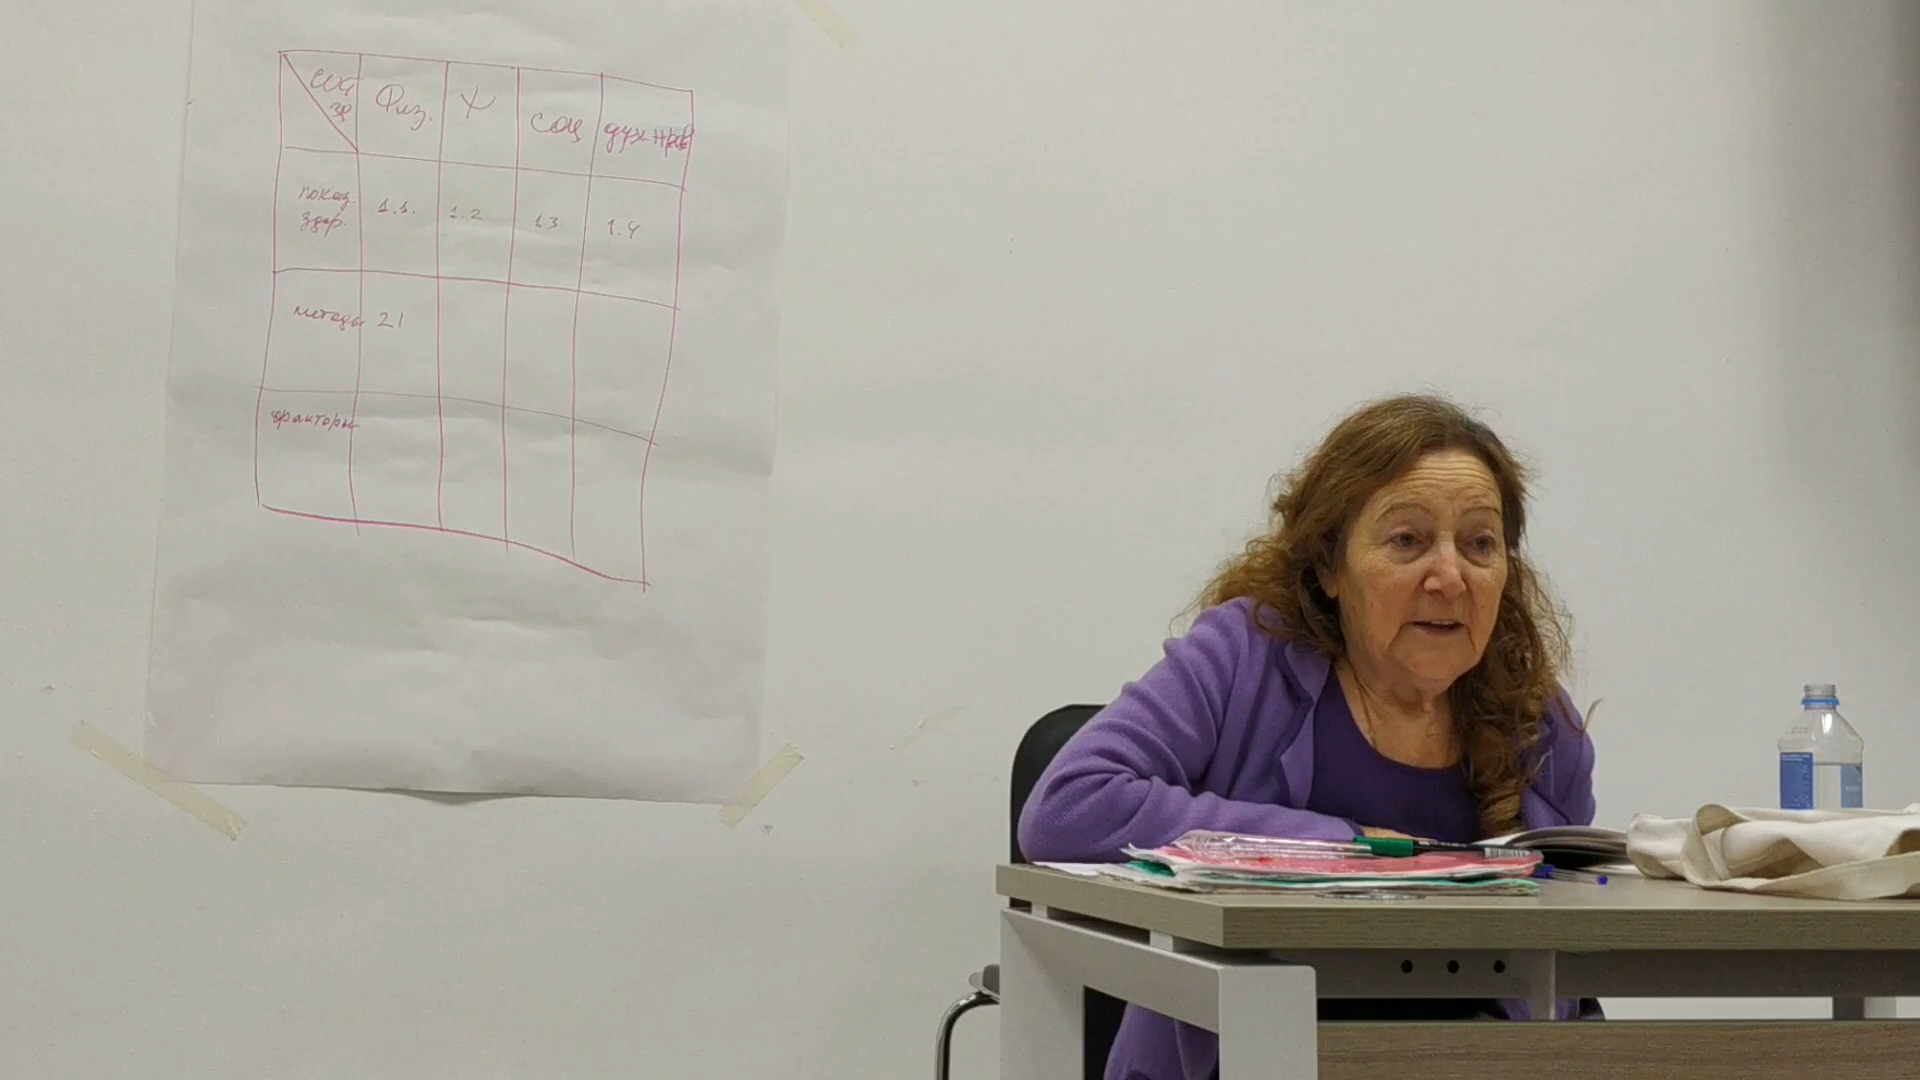 Физ.
соц
дух-нрав
показ.
здор.
1.1.
1.2
1.3
1.4
методы
2.1
факторы